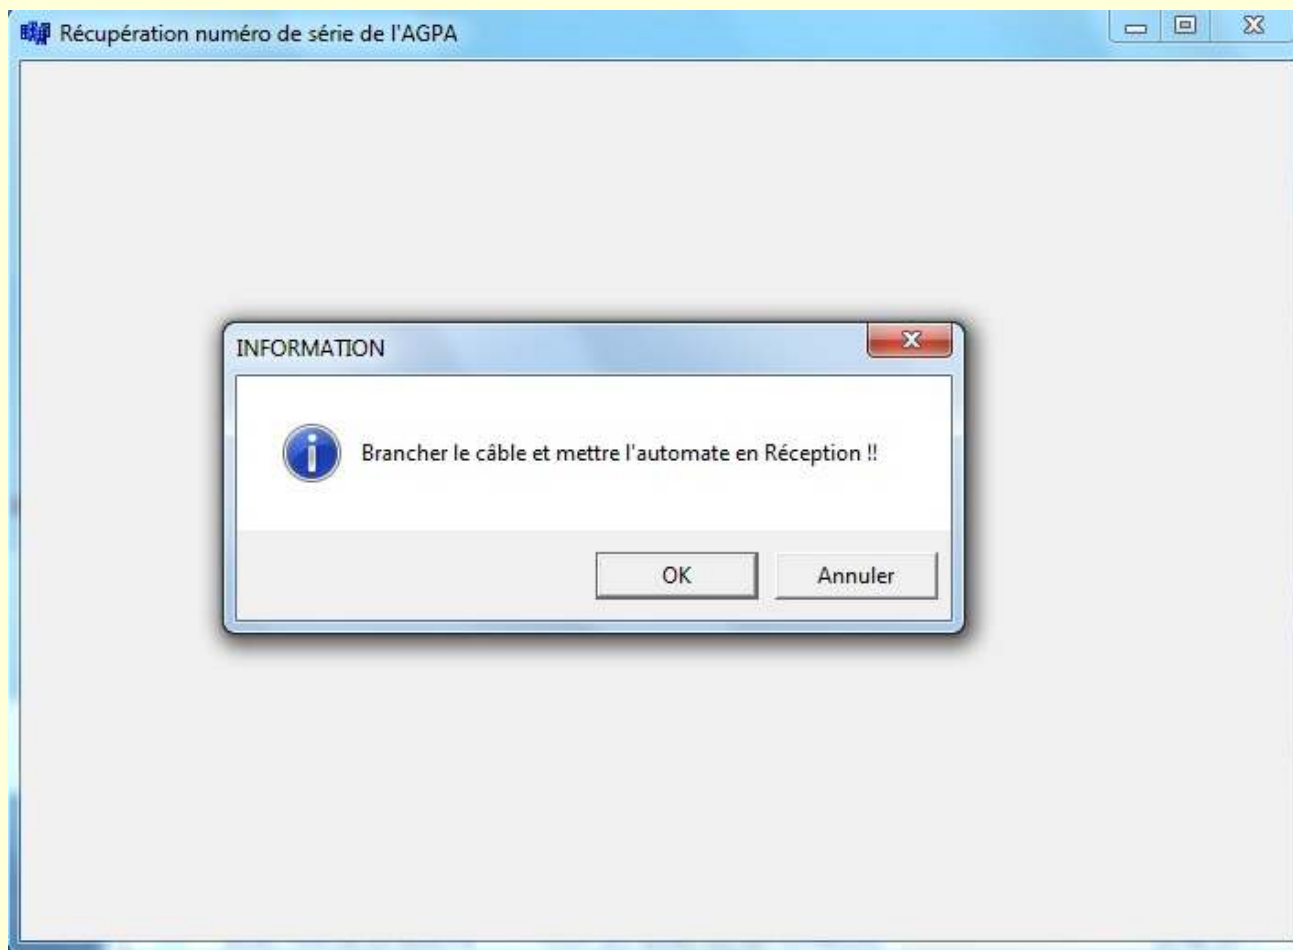 Récupération numéro de série de l'AGPA
INFORMATION
Brancher le câble et mettre l'automate en Réception !!
OK
Annuler